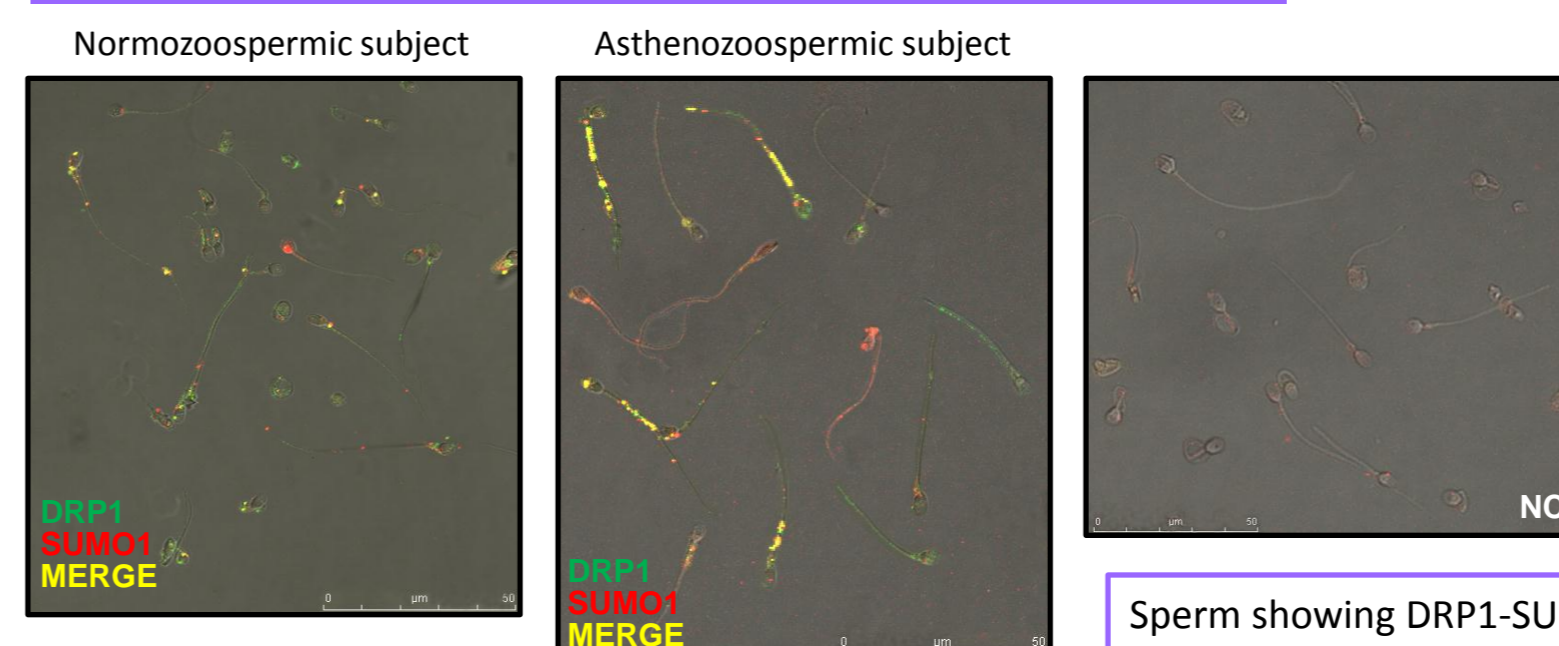 Normozoospermic subject
Asthenozoospermic subject
DRP1
SUMO1
MERGE
0 µm 50
DRP1
SUMO1
MERGE
0 µm 50
0 µm 50
NC
Sperm showing DRP1-SU